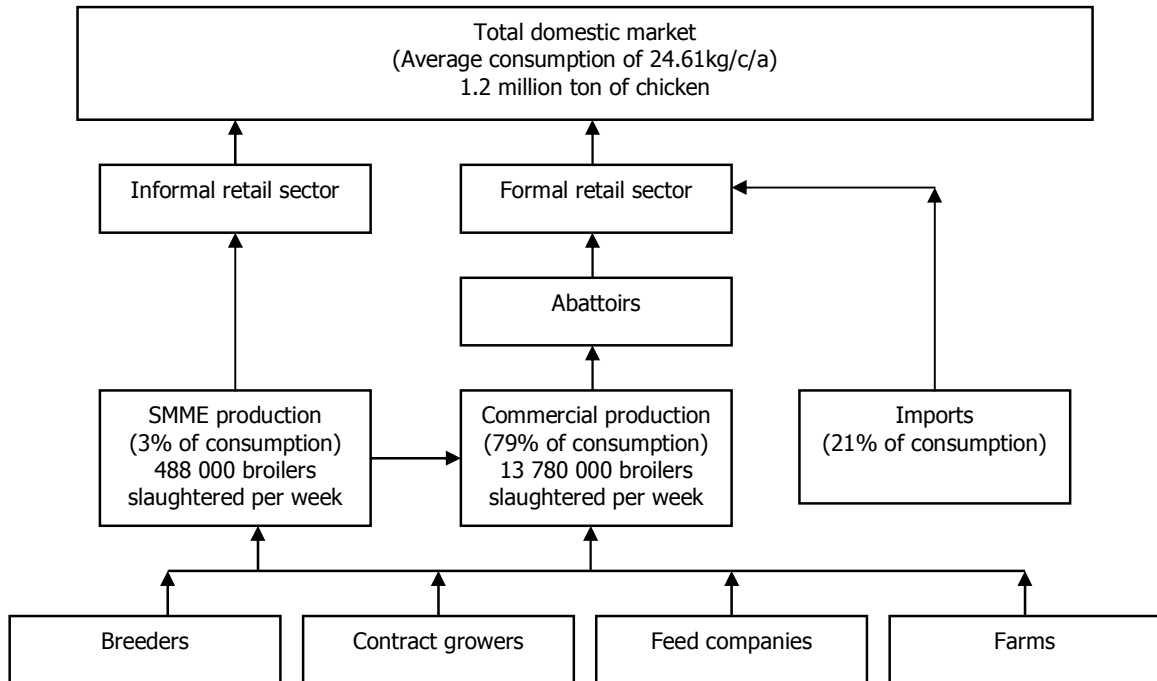 Total domestic market
(Average consumption of 24.61kg/c/a)
1.2 million ton of chicken
Informal retail sector
Formal retail sector
Abattoirs
SMME production
(3% of consumption)
488 000 broilers
slaughtered per week
Commercial production
(79% of consumption)
13 780 000 broilers
slaughtered per week
Imports
(21% of consumption)
Breeders
Contract growers
Feed companies
Farms